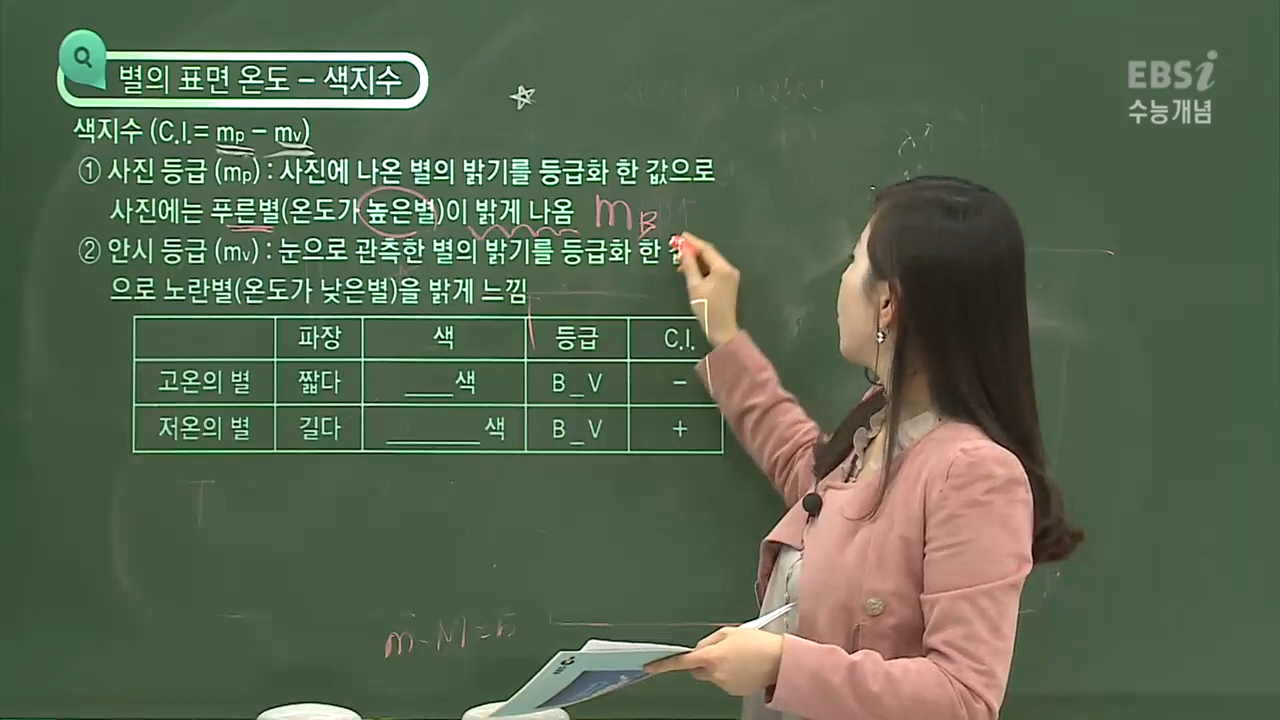 별의 표면 온도 - 색지수
EBSi
수능개념
색지수 (C.I.= mp - mv)
① 사진 등급 (mp) : 사진에 나온 별의 밝기를 등급화 한 값으로
사진에는 푸른별(온도가 높은별)이 밝게 나옴 mB
② 안시 등급 (mv) : 눈으로 관측한 별의 밝기를 등급화 한
으로 노란별(온도가 낮은별)을 밝게 느낌
파장 색 등급 C.I.
고온의 별 짧다 ____색 B _ V -
저온의 별 길다 ________ 색 B _ V +
m - M =